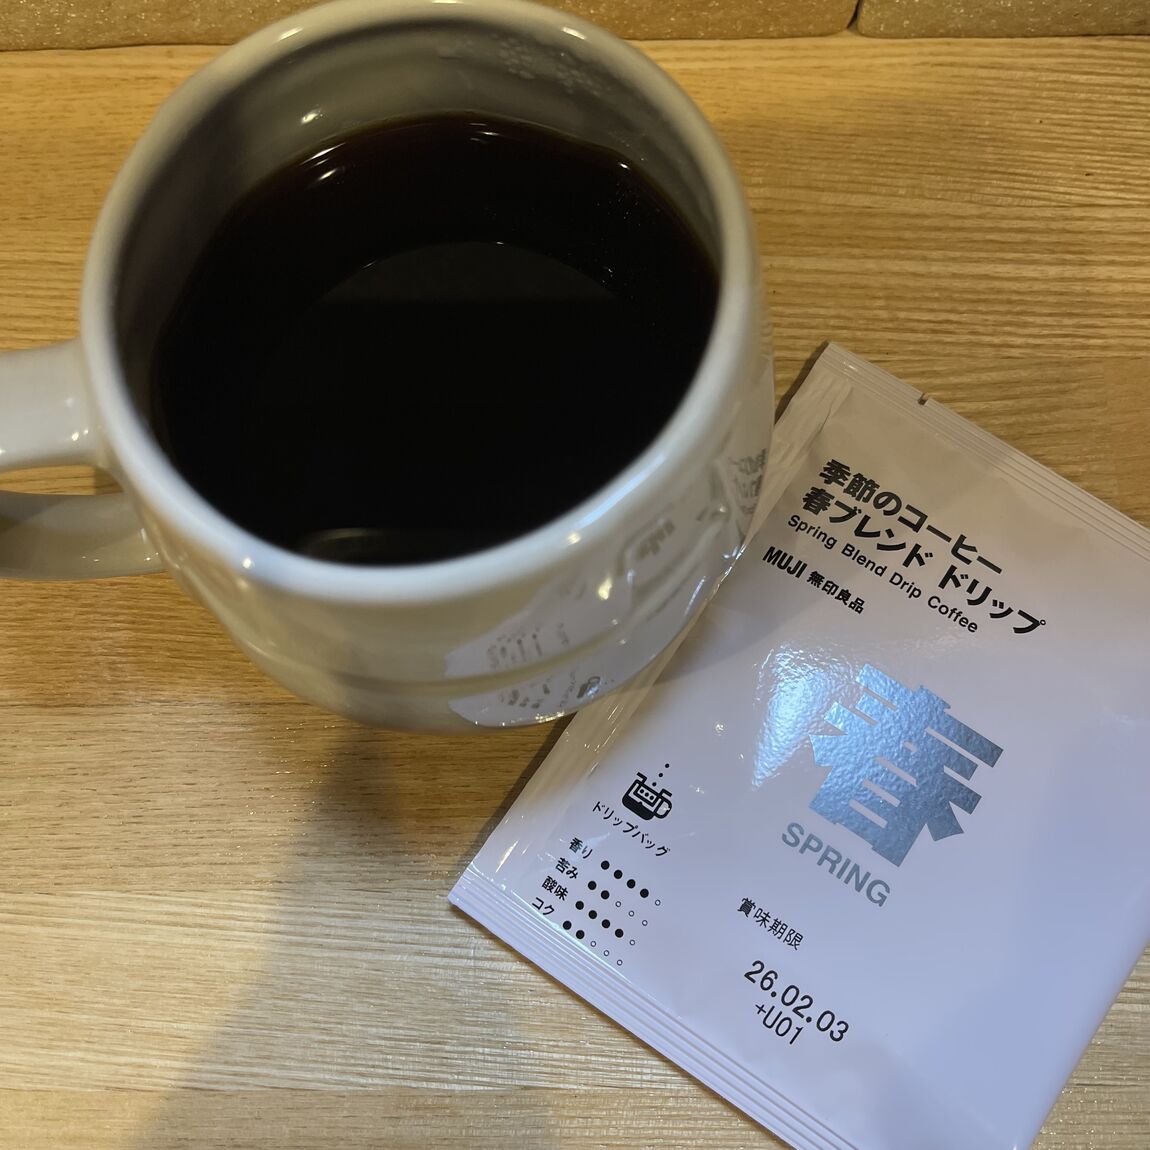 季節のコーヒー
春ブレンド ドリップ
Spring Blend Drip Coffee
MUJI 無印良品
春
SPRING
ドリップバッグ
香り ●●●●○
苦み ●●○○○
酸味 ●●●●○
コク ●●○○○
賞味期限
26.02.03
+U01